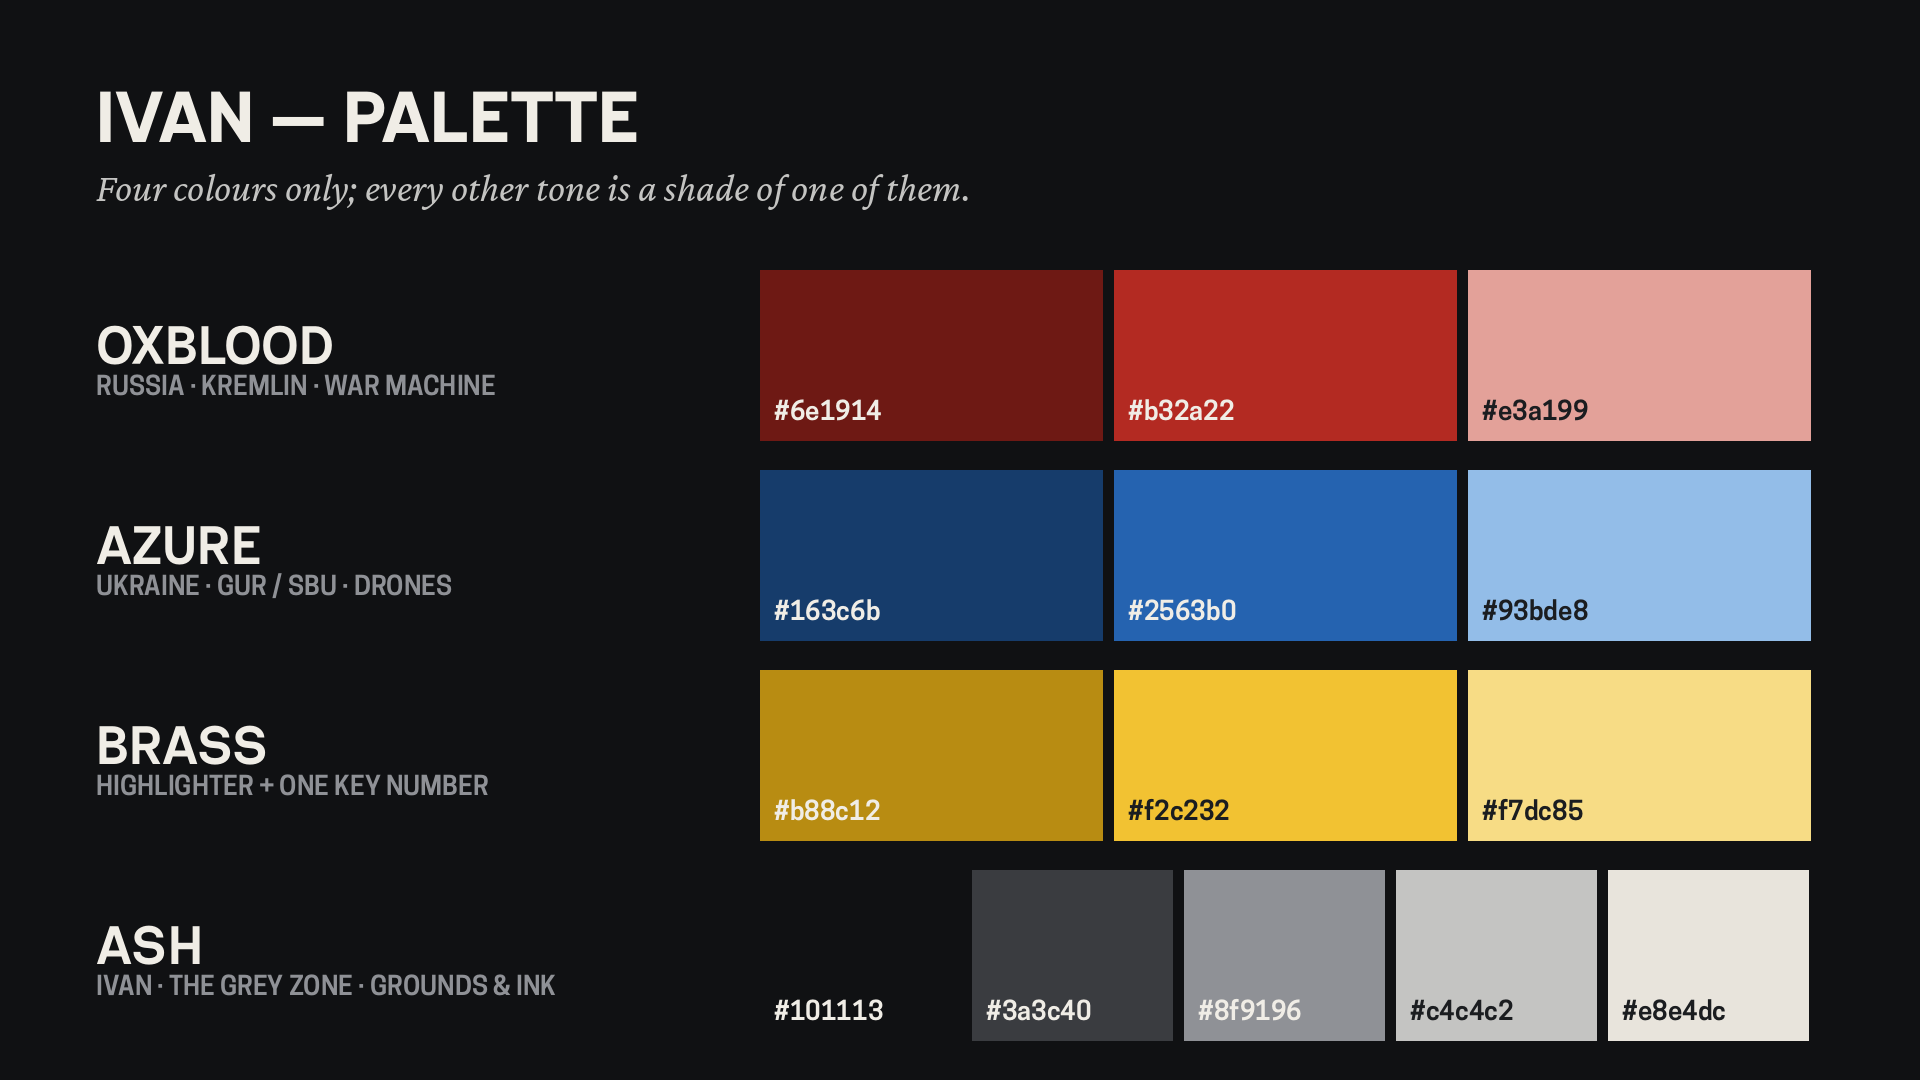 IVAN — PALETTE
Four colours only; every other tone is a shade of one of them.
OXBLOOD
RUSSIA · KREMLIN · WAR MACHINE
#6e1914
#b32a22
#e3a199
AZURE
UKRAINE · GUR / SBU · DRONES
#163c6b
#2563b0
#93bde8
BRASS
HIGHLIGHTER + ONE KEY NUMBER
#b88c12
#f2c232
#f7dc85
ASH
IVAN · THE GREY ZONE · GROUNDS & INK
#101113
#3a3c40
#8f9196
#c4c4c2
#e8e4dc